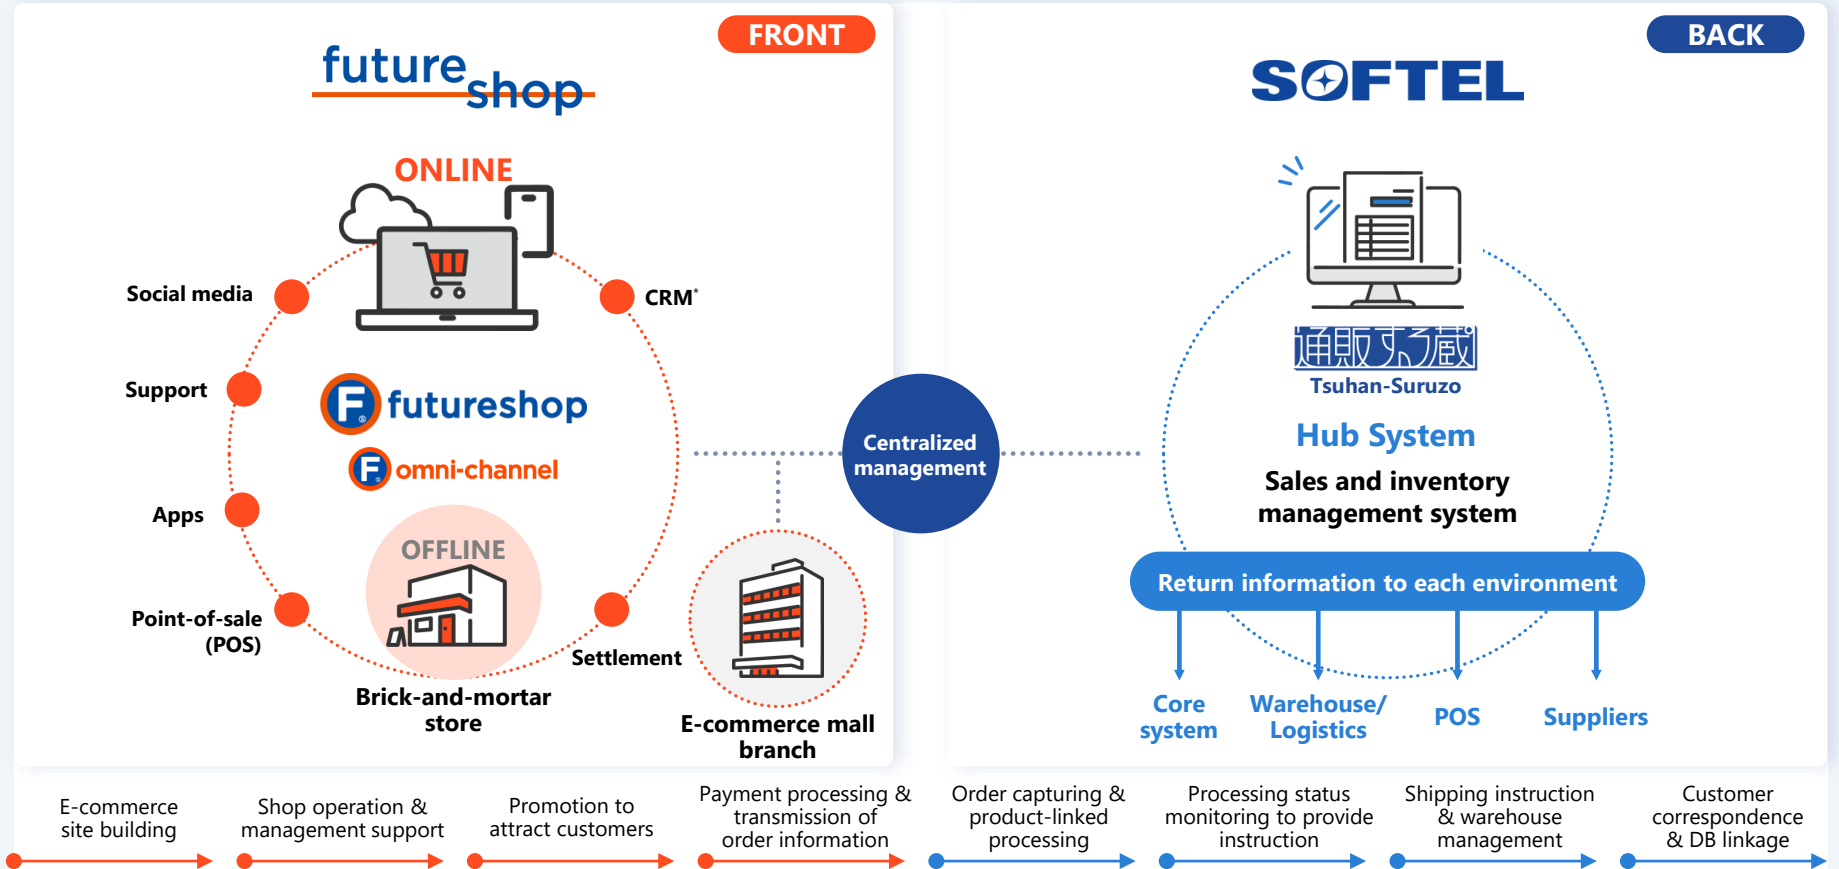 FRONT
future
shop
ONLINE
Social media
CRM*
Support
F futureshop
F omni-channel
Apps
OFFLINE
Point-of-sale
(POS)
Settlement
Brick-and-mortar
store
E-commerce mall
branch
Centralized
management
BACK
SOFTEL
通販する蔵
Tsuhan-Suruzo
Hub System
Sales and inventory
management system
Return information to each environment
Core
system
Warehouse/
Logistics
POS
Suppliers
E-commerce
site building
Shop operation &
management support
Promotion to
attract customers
Payment processing &
transmission of
order information
Order capturing &
product-linked
processing
Processing status
monitoring to provide
instruction
Shipping instruction
& warehouse
management
Customer
correspondence
& DB linkage